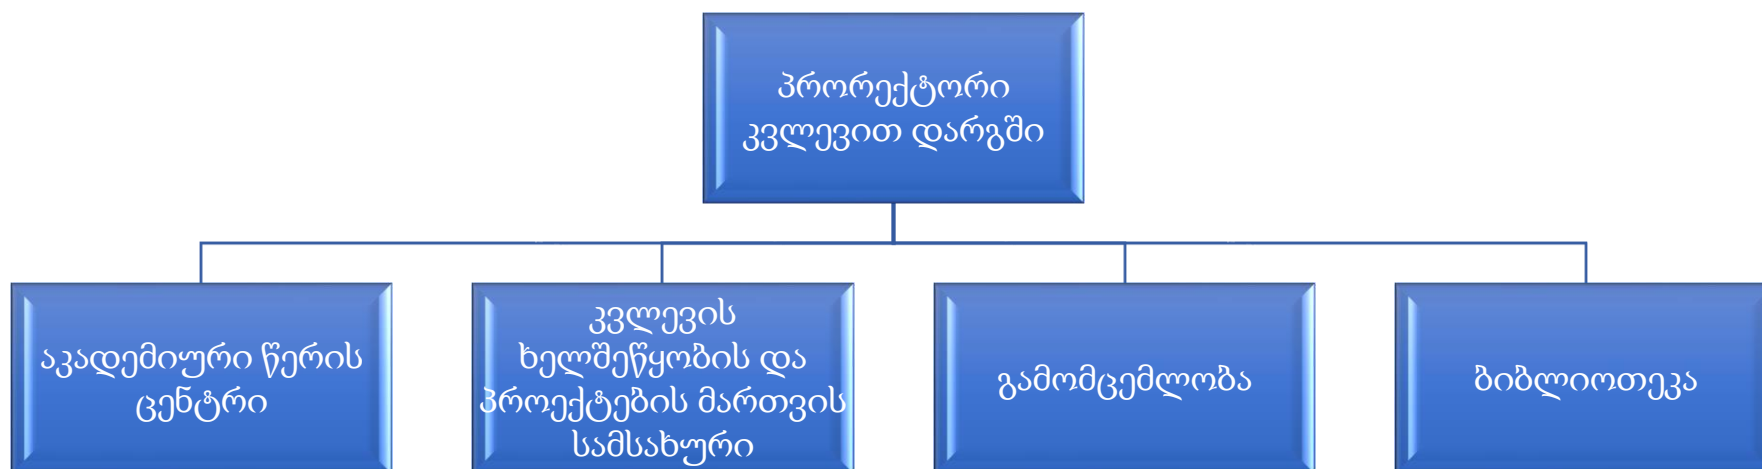 პრორექტორი
კვლევით დარგში
აკადემიური წერის
ცენტრი
კვლევის
ხელშეწყობის და
პროექტების მართვის
სამსახური
გამომცემლობა
ბიბლიოთეკა